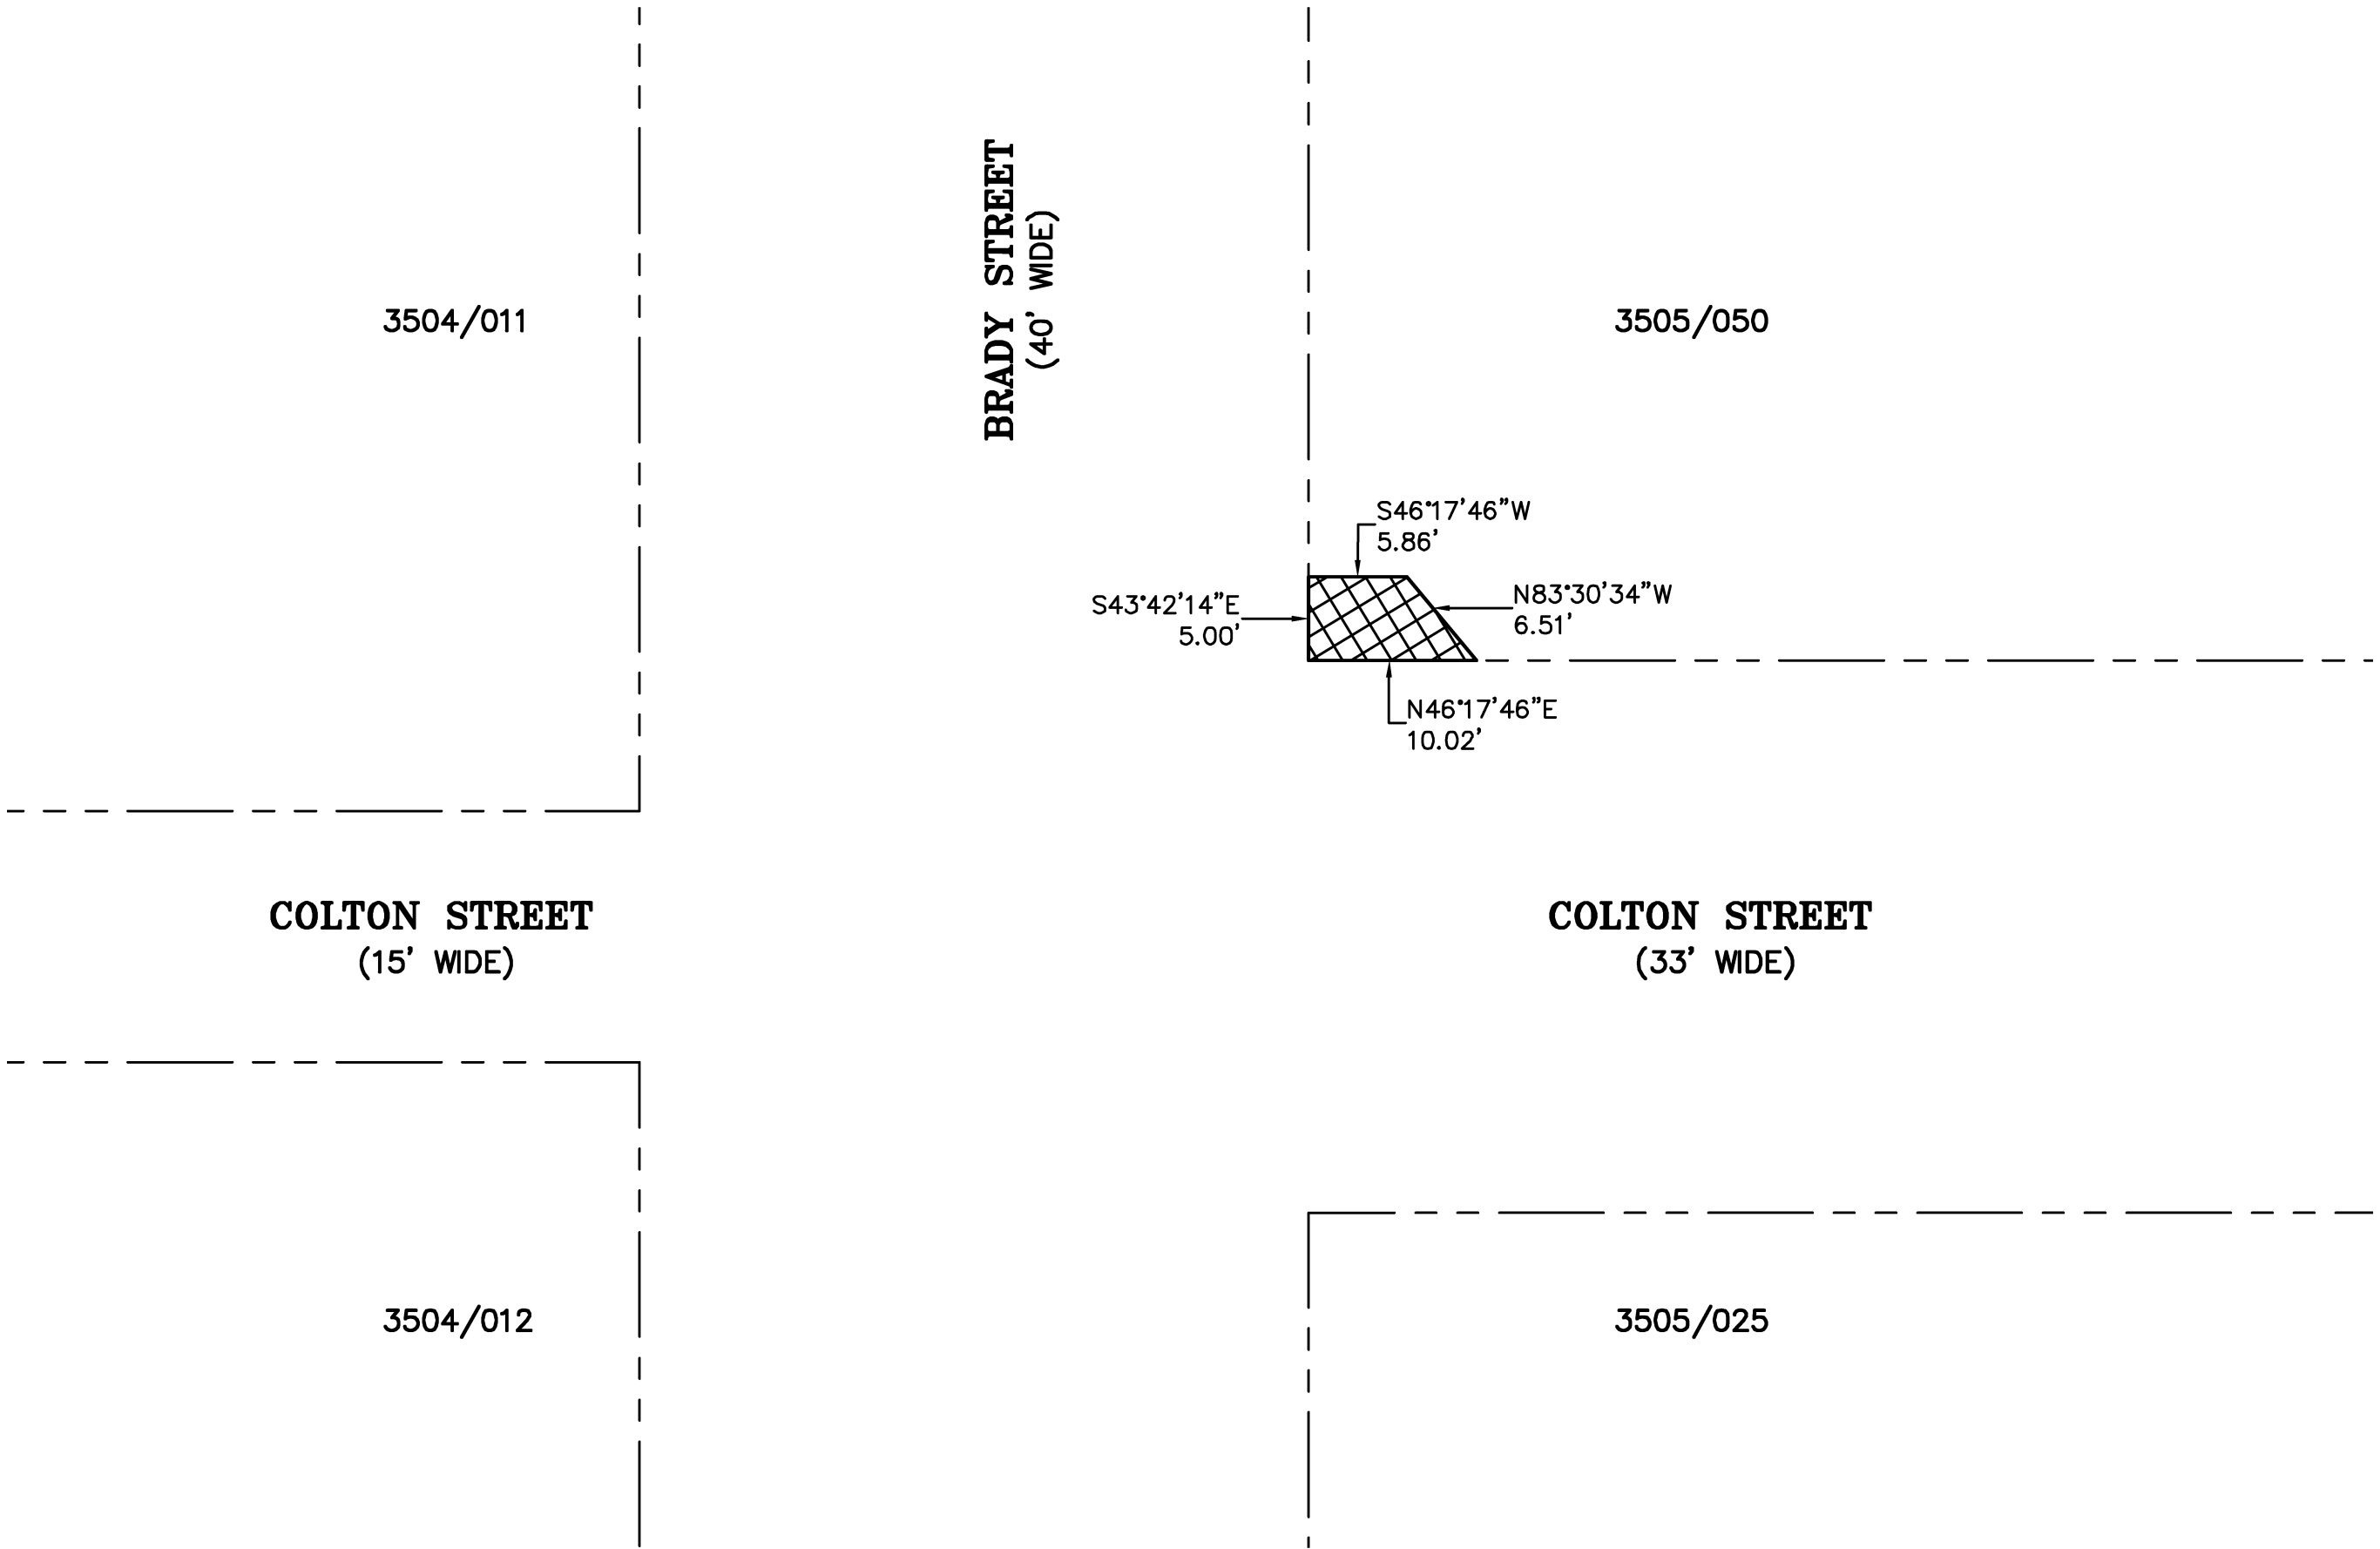 BRADY STREET
(40' WIDE)
3504/011
3505/050
S46°17'46"W
5.86'
S43°42'14"E
5.00'
N83°30'34"W
6.51'
N46°17'46"E
10.02'
COLTON STREET
(15' WIDE)
COLTON STREET
(33' WIDE)
3504/012
3505/025